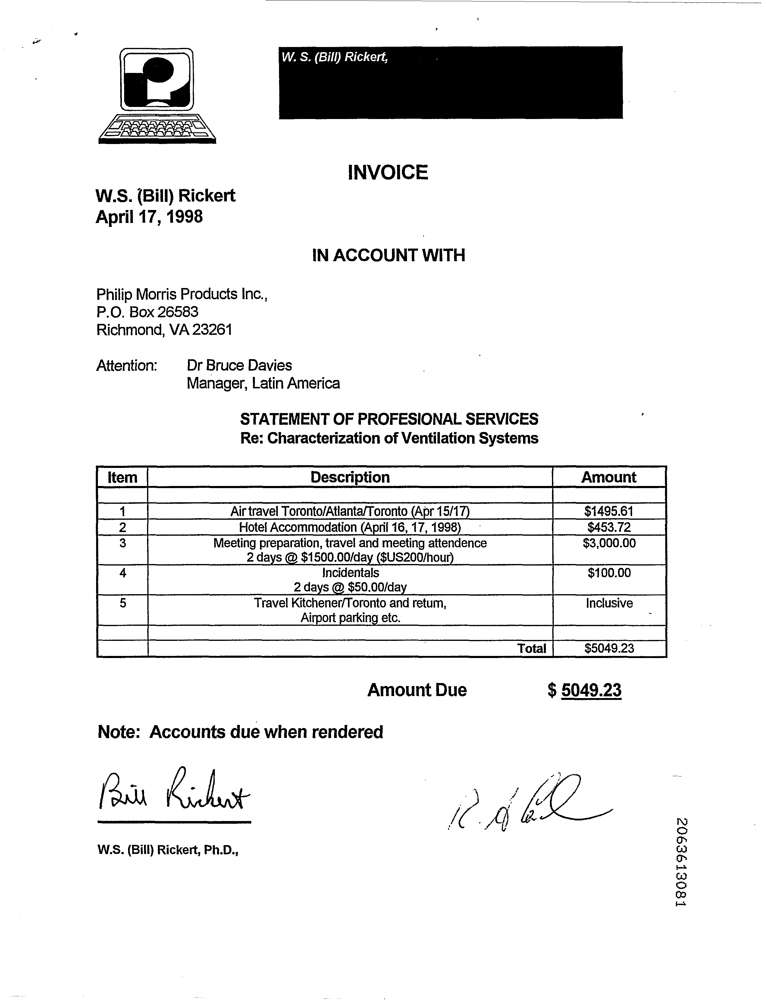 W. S. (Bill) Rickert,
INVOICE
W.S. (Bill) Rickert
April 17, 1998
IN ACCOUNT WITH
Philip Morris Products Inc.,
P.O. Box 26583
Richmond, VA 23261
Attention: Dr Bruce Davies
Manager, Latin America
STATEMENT OF PROFESIONAL SERVICES
Re: Characterization of Ventilation Systems
Item Description Amount
1 Air travel Toronto/Atlanta/Toronto (Apr 15/17) $1495.61
2 Hotel Accommodation (April 16, 17, 1998) $453.72
3 Meeting preparation, travel and meeting attendence $3,000.00
2 days @ $1500.00/day ($US200/hour)
4 Incidentals $100.00
2 days @ $50.00/day
5 Travel Kitchener/Toronto and return, Inclusive
Airport parking etc.
Total $5049.23
Amount Due $ 5049.23
Note: Accounts due when rendered
Bill Rickert
W.S. (Bill) Rickert, Ph.D.,
2063613081